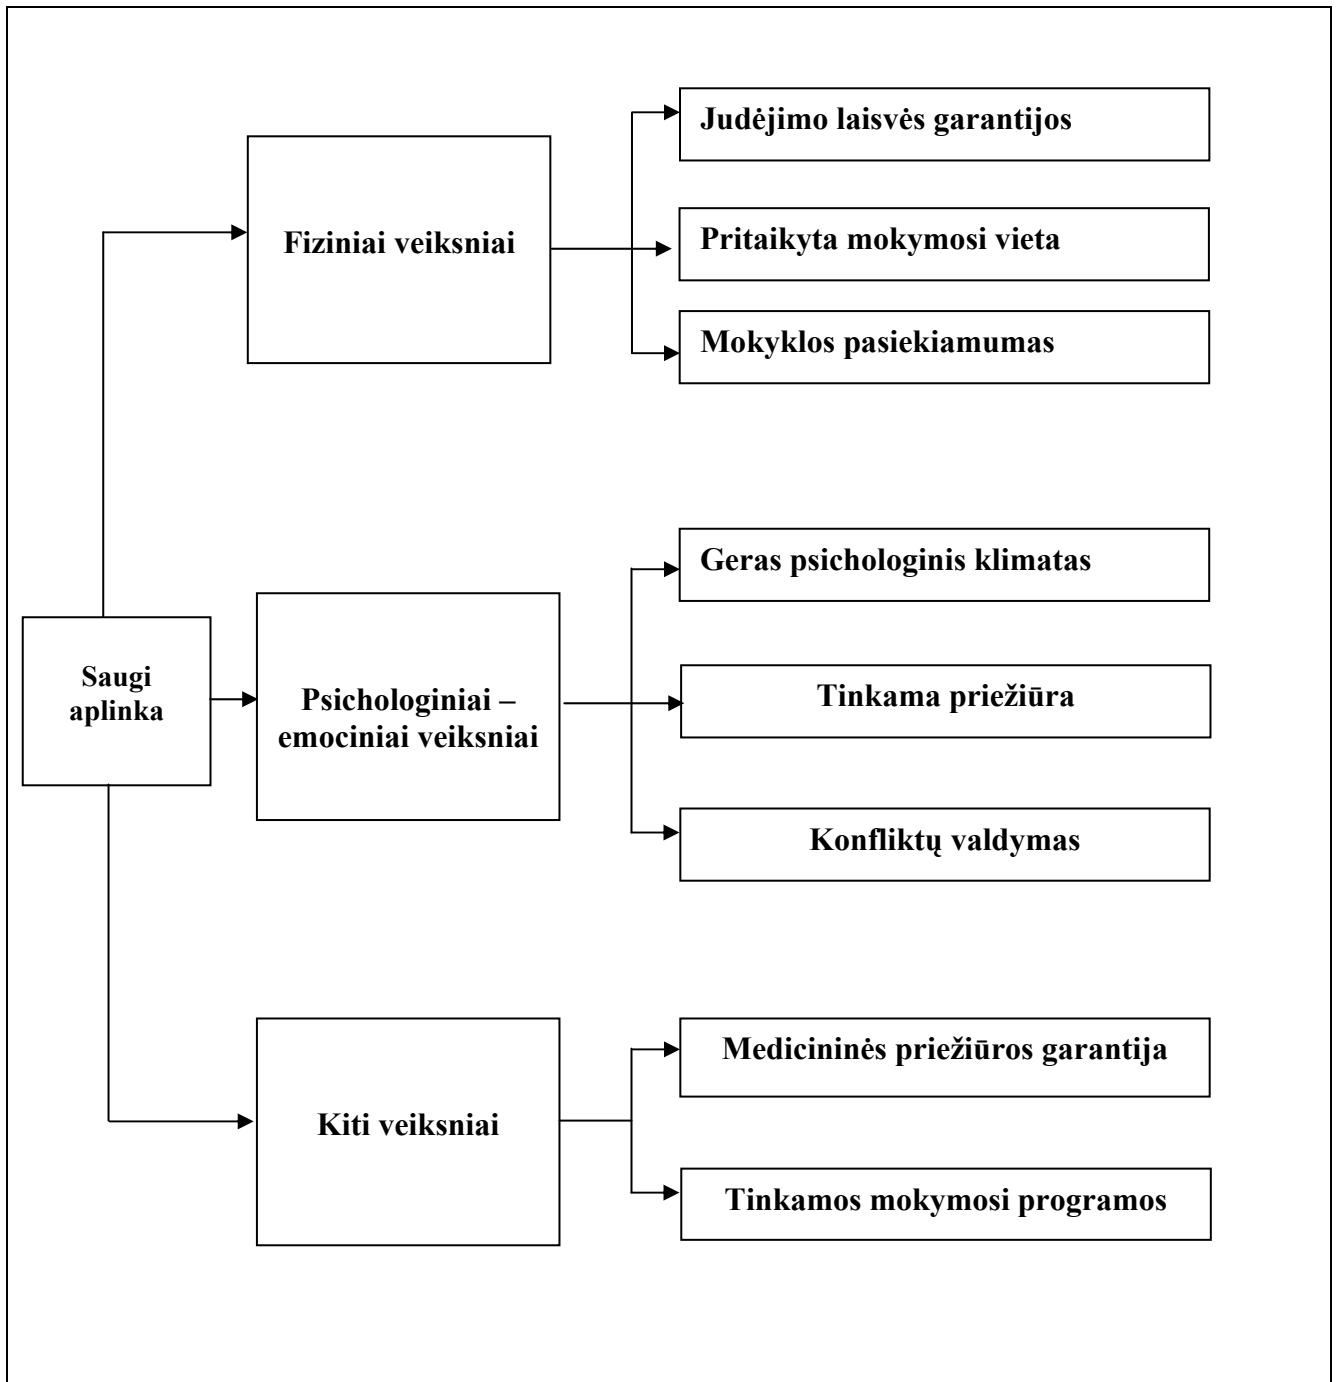 Judėjimo laisvės garantijos
Fiziniai veiksniai
Pritaikyta mokymosi vieta
Mokyklos pasiekiamumas
Geras psichologinis klimatas
Saugi
aplinka
Psichologiniai –
emociniai veiksniai
Tinkama priežiūra
Konfliktų valdymas
Medicininės priežiūros garantija
Kiti veiksniai
Tinkamos mokymosi programos